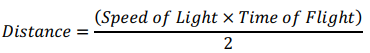 Distance = (Speed of Light × Time of Flight) / 2